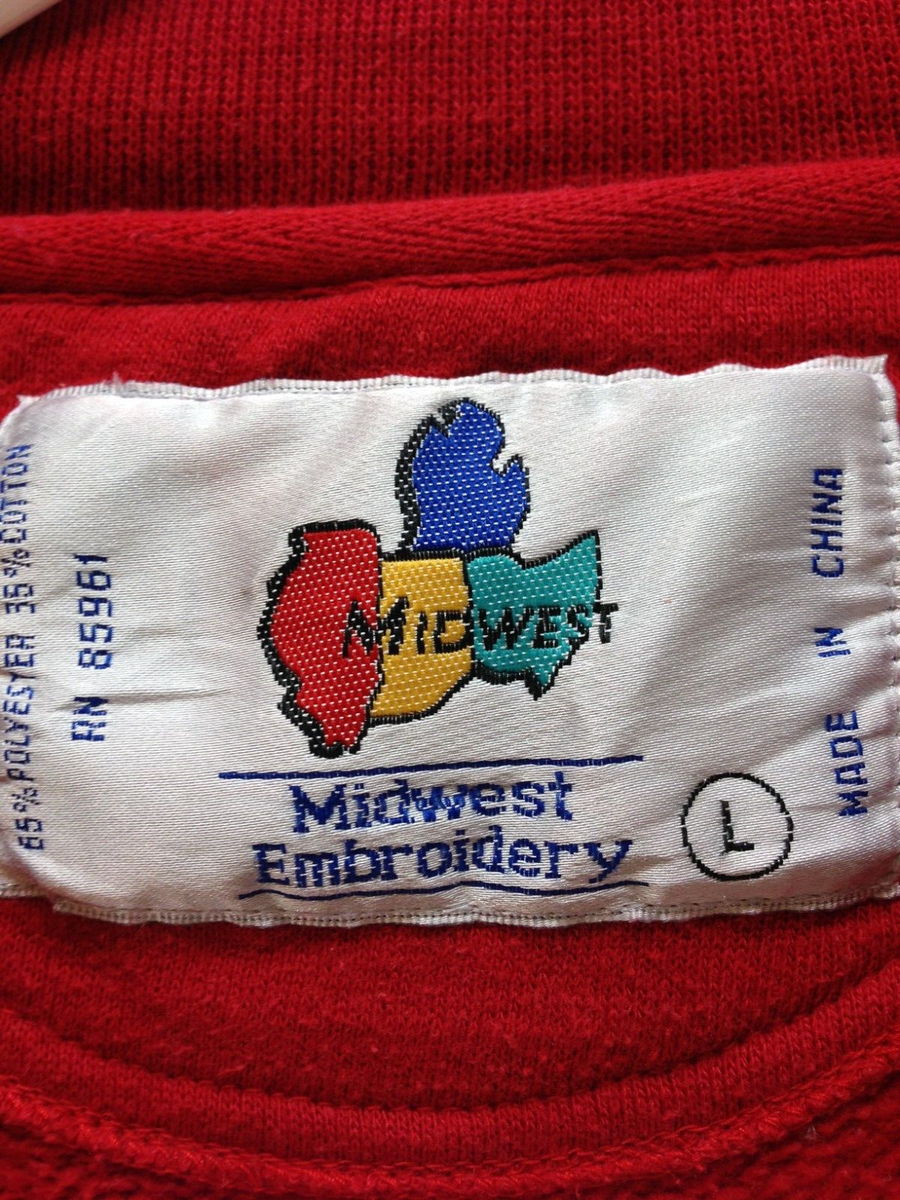 65% POLYESTER 35% COTTON
RN 85961
MIDWEST
Midwest
Embroidery
L
MADE IN CHINA